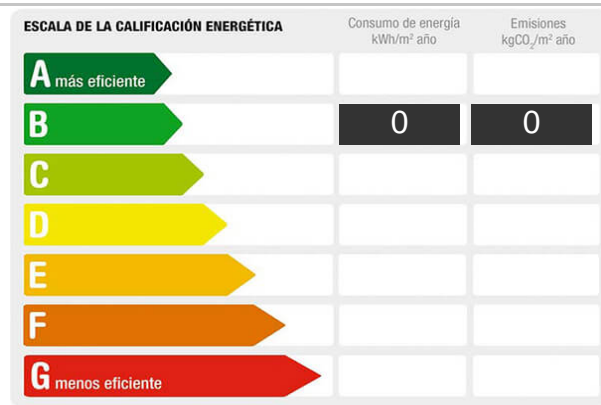 ESCALA DE LA CALIFICACIÓN ENERGÉTICA
Consumo de energía
kWh/m² año
Emisiones
kgCO₂/m² año
A más eficiente
B
0
0
C
D
E
F
G menos eficiente